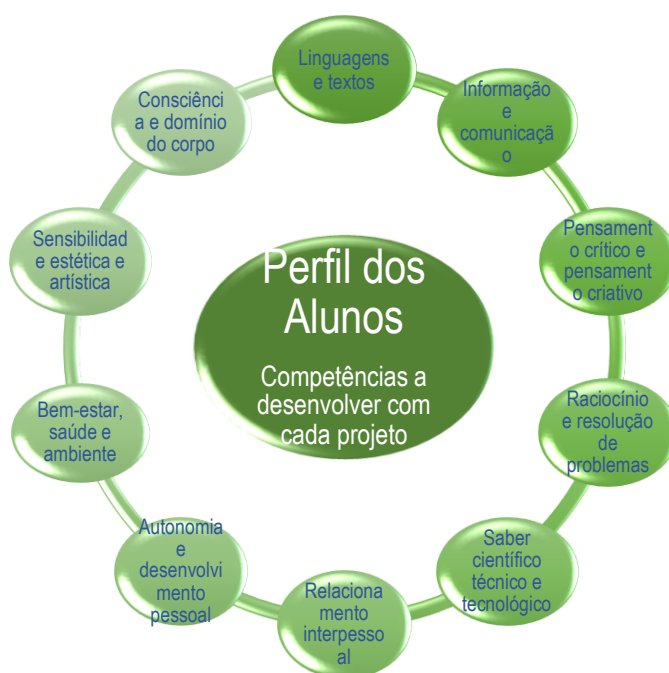 Linguagens
e textos
Informação
e
comunicaçã
o
Pensament
o crítico e
pensament
o criativo
Raciocínio
e resolução
de
problemas
Saber
científico
técnico e
tecnológico
Relaciona
mento
interpesso
al
Autonomia
e
desenvolvi
mento
pessoal
Bem-estar,
saúde e
ambiente
Sensibilidad
e estética e
artística
Consciênci
a e domínio
do corpo
Perfil dos
Alunos
Competências a
desenvolver com
cada projeto